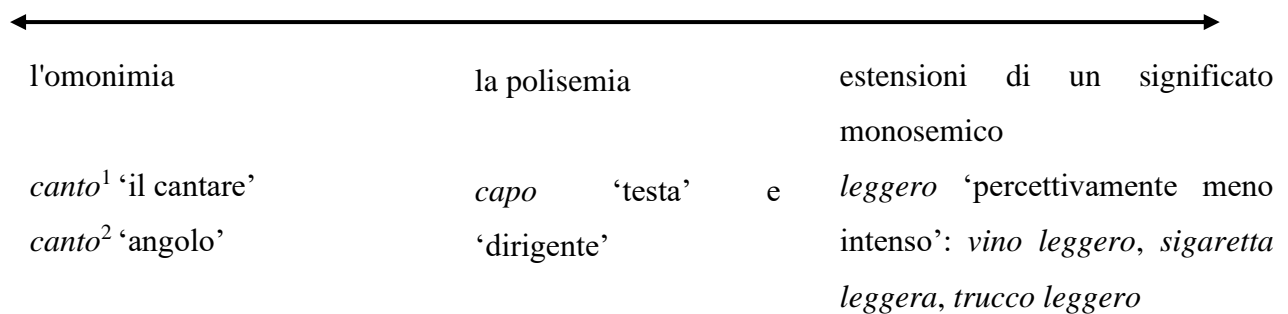 l'omonimia
canto¹ ‘il cantare’
canto² ‘angolo’
la polisemia
capo ‘testa’ e
‘dirigente’
estensioni di un significato
monosemico
leggero ‘percettivamente meno
intenso’: vino leggero, sigaretta
leggera, trucco leggero